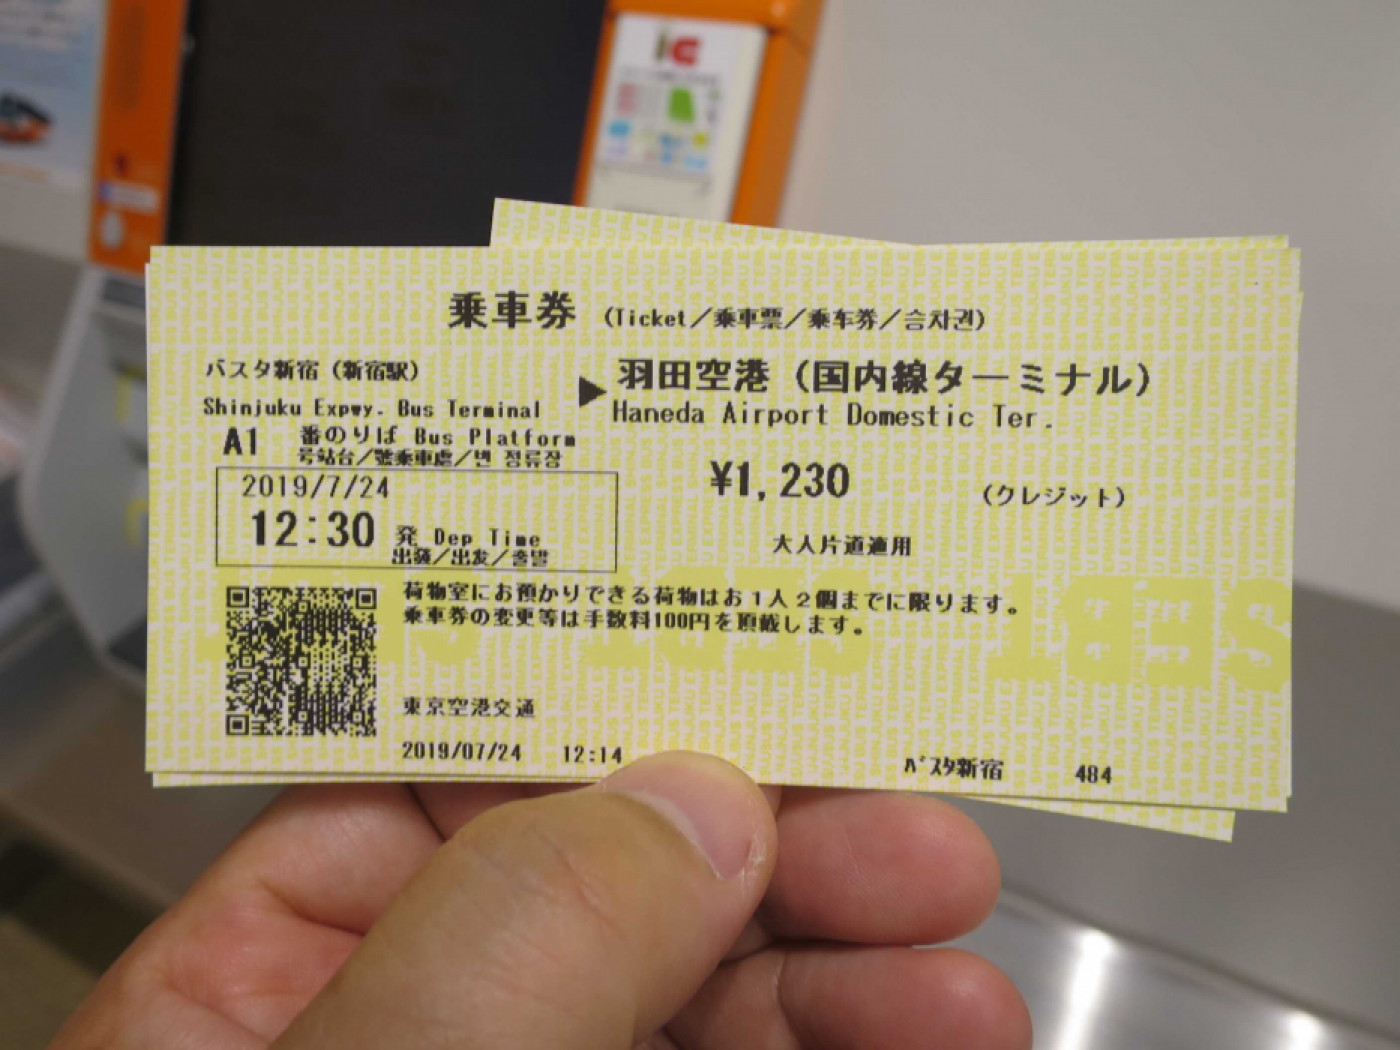 乗車券 (Ticket/乗車票/乘车券/승차권)
バスタ新宿(新宿駅)
Shinjuku Expwy. Bus Terminal
▶
羽田空港(国内線ターミナル)
Haneda Airport Domestic Ter.
A1 番のりば Bus Platform
号站台/號乗車處/번 정류장
2019/7/24
12:30 発 Dep Time
出發/出发/출발
¥1,230 (クレジット)
大人片道適用
荷物室にお預かりできる荷物はお1人2個までに限ります。
乗車券の変更等は手数料100円を頂戴します。
東京空港交通
2019/07/24 12:14
バスタ新宿 484